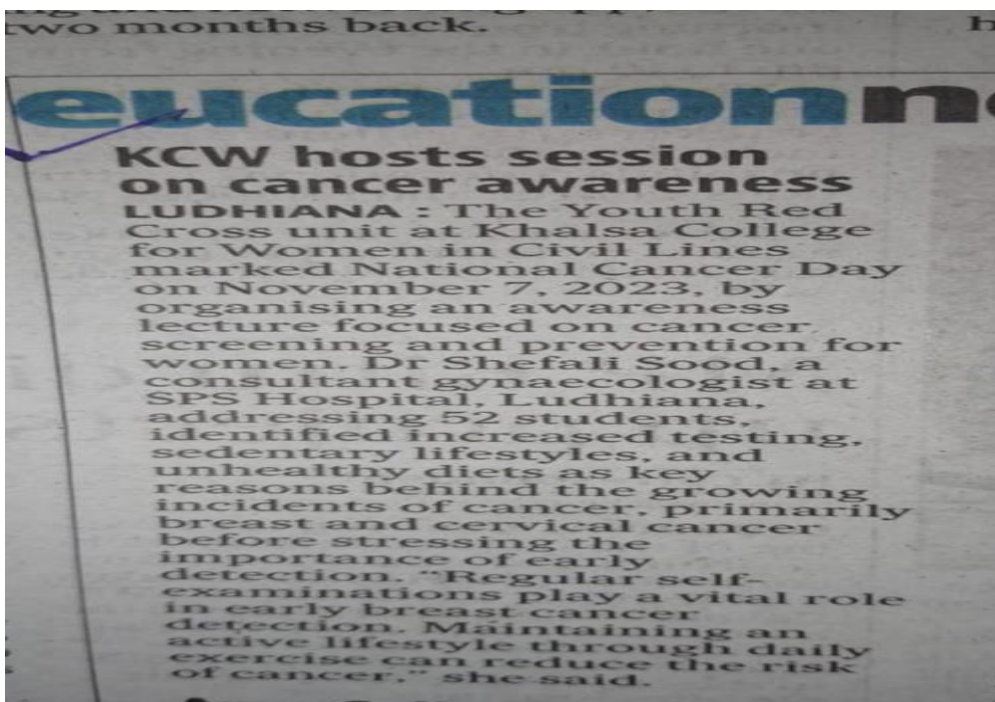 two months back.
eucation
KCW hosts session
on cancer awareness
LUDHIANA : The Youth Red
Cross unit at Khalsa College
for Women in Civil Lines
marked National Cancer Day
on November 7, 2023, by
organising an awareness
lecture focused on cancer
screening and prevention for
women. Dr Shefali Sood, a
consultant gynaecologist at
SPS Hospital, Ludhiana,
addressing 52 students,
identified increased testing,
sedentary lifestyles, and
unhealthy diets as key
reasons behind the growing
incidents of cancer, primarily
breast and cervical cancer
before stressing the
importance of early
detection. “Regular self-
examinations play a vital role
in early breast cancer
detection. Maintaining an
active lifestyle through daily
exercise can reduce the risk
of cancer,” she said.